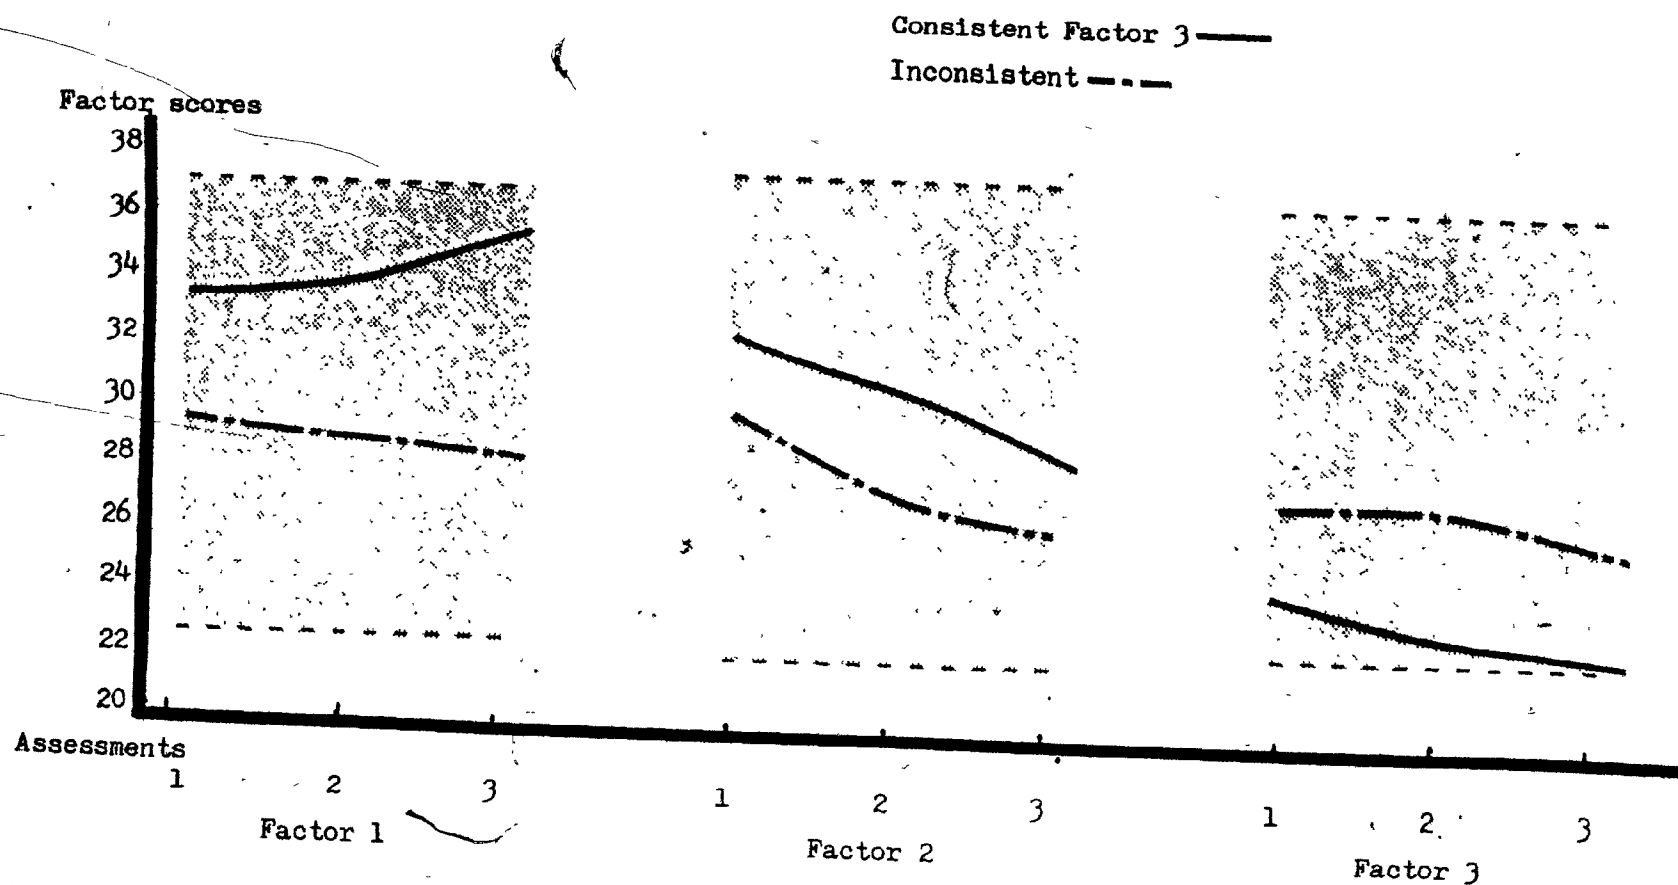 Consistent Factor 3
Inconsistent
Factor scores
38
36
34
32
30
28
26
24
22
20
Assessments
1 2 3 1 2 3 1 2. 3
Factor 1 Factor 2 Factor 3